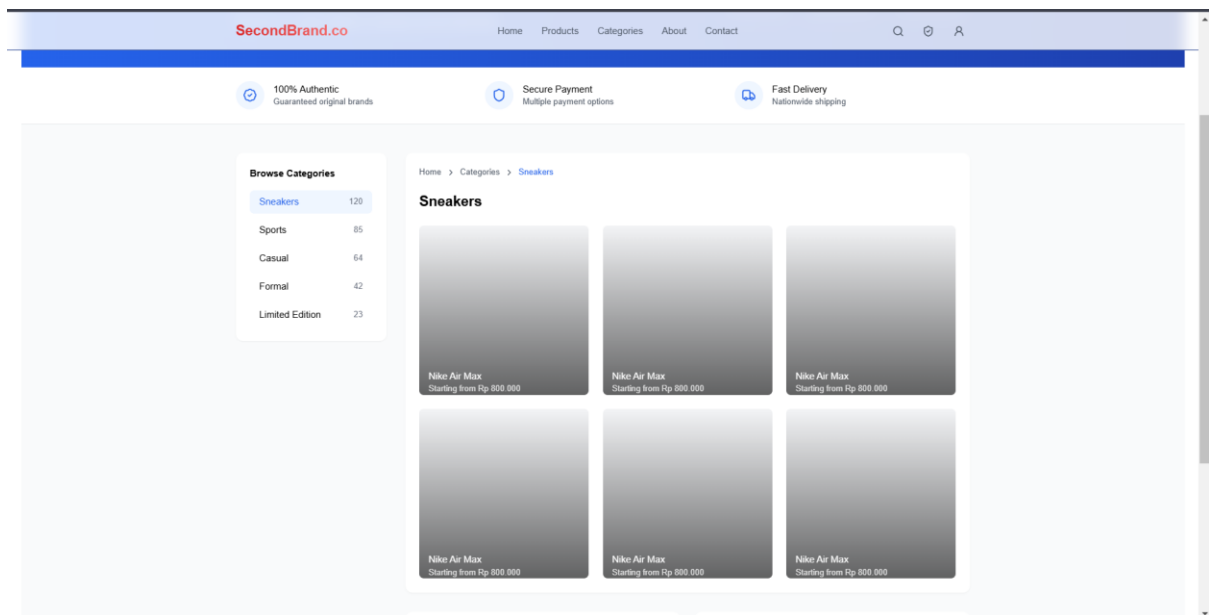 SecondBrand.co
Home Products Categories About Contact
100% Authentic
Guaranteed original brands
Secure Payment
Multiple payment options
Fast Delivery
Nationwide shipping
Browse Categories
Sneakers 120
Sports 85
Casual 64
Formal 42
Limited Edition 23
Home > Categories > Sneakers
Sneakers
Nike Air Max
Starting from Rp 800.000
Nike Air Max
Starting from Rp 800.000
Nike Air Max
Starting from Rp 800.000
Nike Air Max
Starting from Rp 800.000
Nike Air Max
Starting from Rp 800.000
Nike Air Max
Starting from Rp 800.000